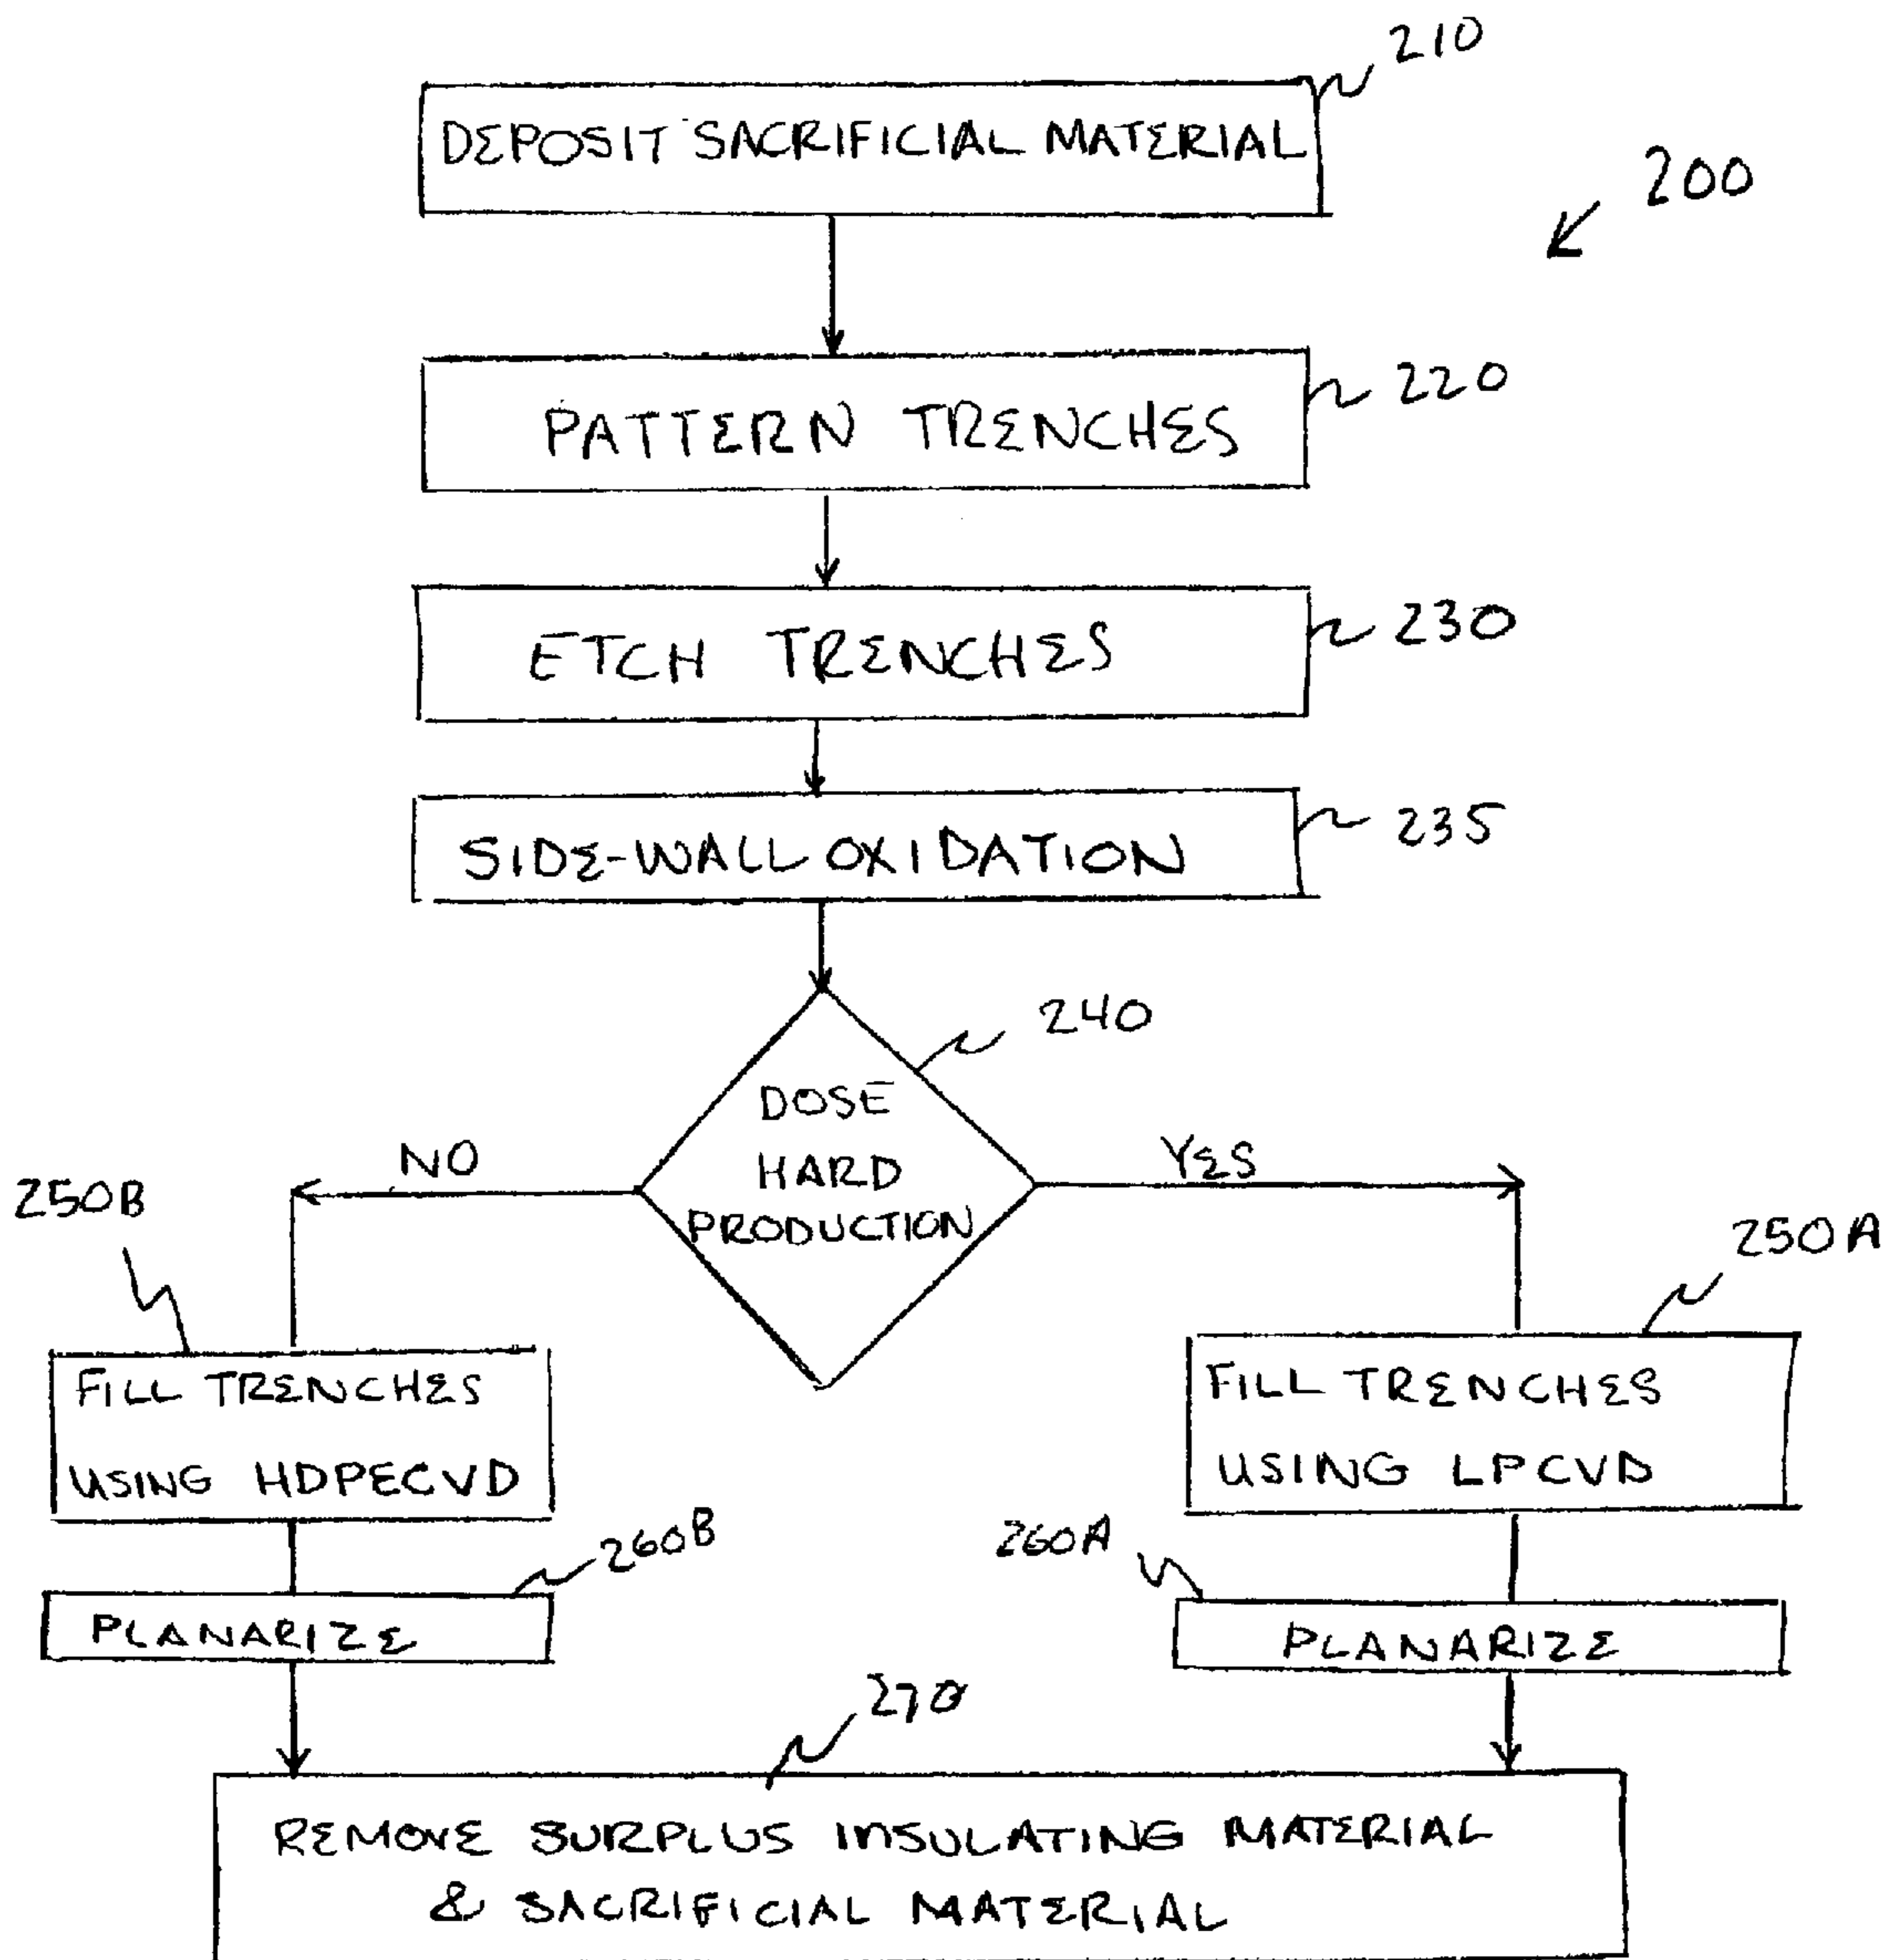 210
DEPOSIT SACRIFICIAL MATERIAL
200
220
PATTERN TRENCHES
230
ETCH TRENCHES
235
SIDE-WALL OXIDATION
240
DOSE
HARD
PRODUCTION
NO
YES
250B
250A
FILL TRENCHES
USING HDPECVD
FILL TRENCHES
USING LPCVD
260B
260A
PLANARIZE
PLANARIZE
270
REMOVE SURPLUS INSULATING MATERIAL
& SACRIFICIAL MATERIAL